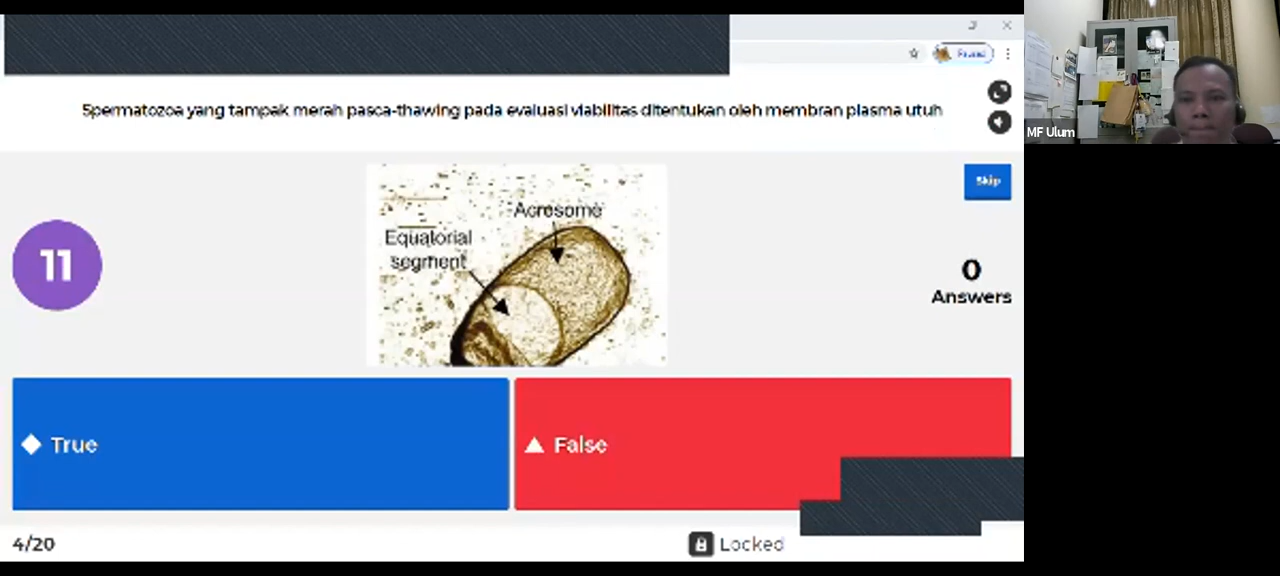 Paused
Spermatozoa yang tampak merah pasca-thawing pada evaluasi viabilitas ditentukan oleh membran plasma utuh
MF Ulum
Skip
11
Acrosome
Equatorial
segment
0
Answers
True
False
4/20
Locked